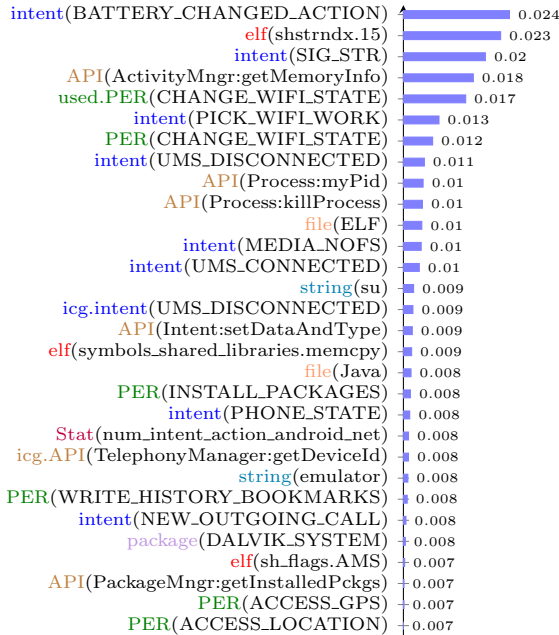 intent(BATTERY_CHANGED_ACTION) 0.024
elf(shstrndx.15) 0.023
intent(SIG_STR) 0.02
API(ActivityMngr:getMemoryInfo) 0.018
used.PER(CHANGE_WIFI_STATE) 0.017
intent(PICK_WIFI_WORK) 0.013
PER(CHANGE_WIFI_STATE) 0.012
intent(UMS_DISCONNECTED) 0.011
API(Process:myPid) 0.01
API(Process:killProcess) 0.01
file(ELF) 0.01
intent(MEDIA_NOFS) 0.01
intent(UMS_CONNECTED) 0.01
string(su) 0.009
icg.intent(UMS_DISCONNECTED) 0.009
API(Intent:setDataAndType) 0.009
elf(symbols_shared_libraries.memcpy) 0.009
file(Java) 0.008
PER(INSTALL_PACKAGES) 0.008
intent(PHONE_STATE) 0.008
Stat(num_intent_action_android_net) 0.008
icg.API(TelephonyManager:getDeviceId) 0.008
string(emulator) 0.008
PER(WRITE_HISTORY_BOOKMARKS) 0.008
intent(NEW_OUTGOING_CALL) 0.008
package(DALVIK_SYSTEM) 0.008
elf(sh_flags.AMS) 0.007
API(PackageMngr:getInstalledPckgs) 0.007
PER(ACCESS_GPS) 0.007
PER(ACCESS_LOCATION) 0.007